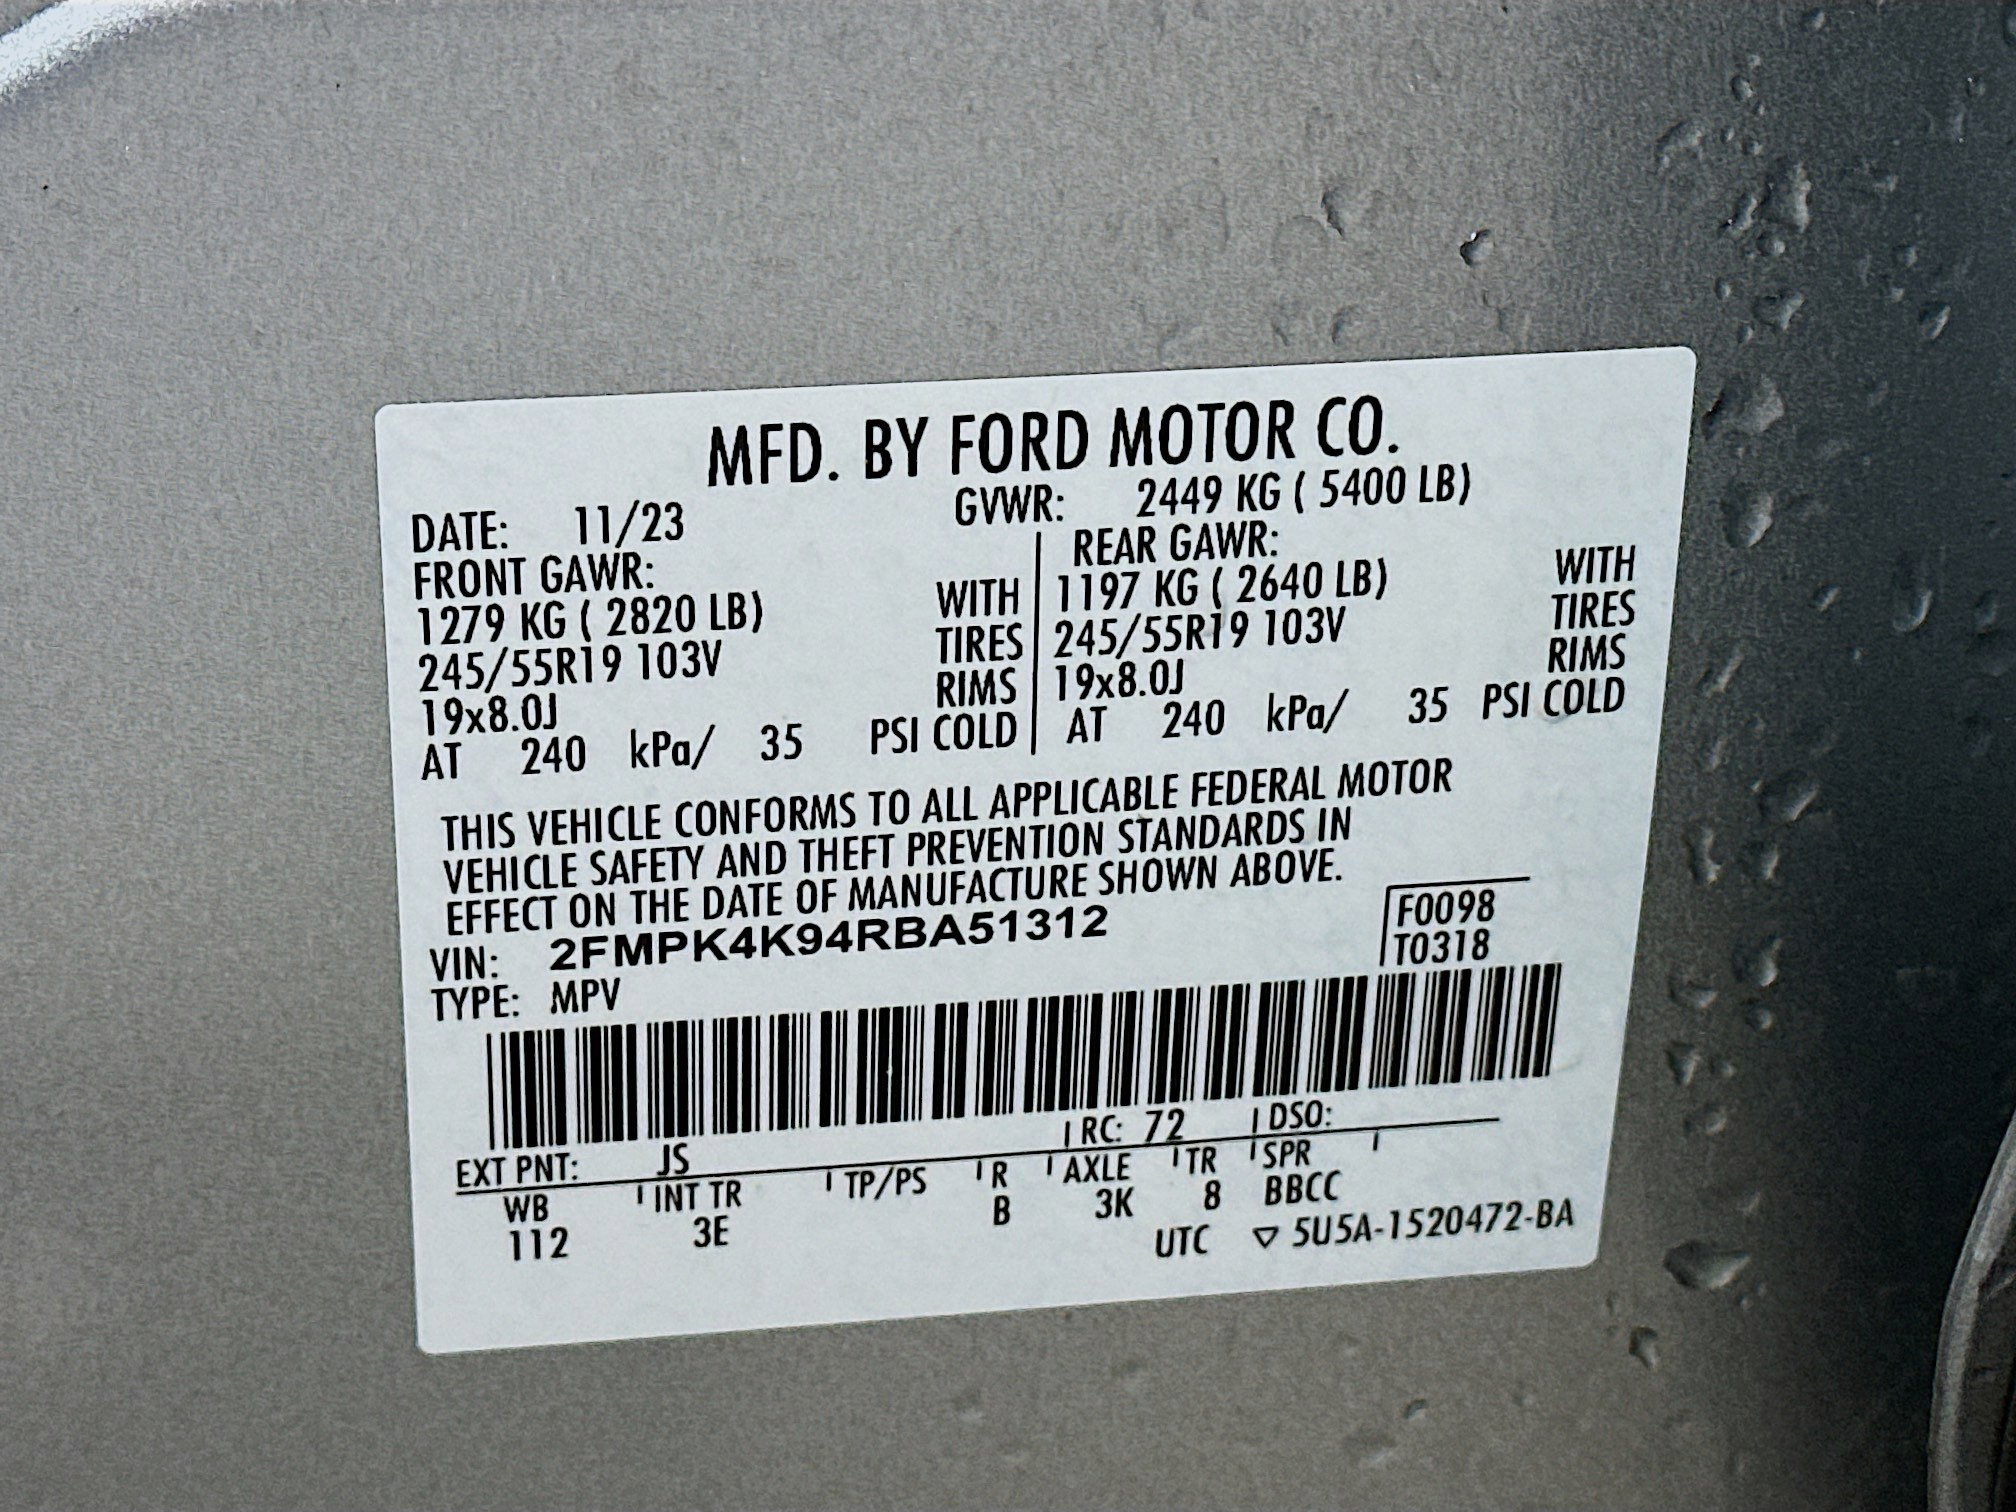 MFD. BY FORD MOTOR CO.
DATE: 11/23 GVWR: 2449 KG ( 5400 LB)
FRONT GAWR: REAR GAWR:
1279 KG ( 2820 LB) WITH 1197 KG ( 2640 LB) WITH
245/55R19 103V TIRES 245/55R19 103V TIRES
19x8.0J RIMS 19x8.0J RIMS
AT 240 kPa/ 35 PSI COLD AT 240 kPa/ 35 PSI COLD
THIS VEHICLE CONFORMS TO ALL APPLICABLE FEDERAL MOTOR
VEHICLE SAFETY AND THEFT PREVENTION STANDARDS IN
EFFECT ON THE DATE OF MANUFACTURE SHOWN ABOVE.
VIN: 2FMPK4K94RBA51312 F0098
TYPE: MPV T0318
EXT PNT: JS RC: 72 DSO:
WB INT TR TP/PS R AXLE TR SPR
112 3E B 3K 8 BBCC
UTC ▽ 5U5A-1520472-BA